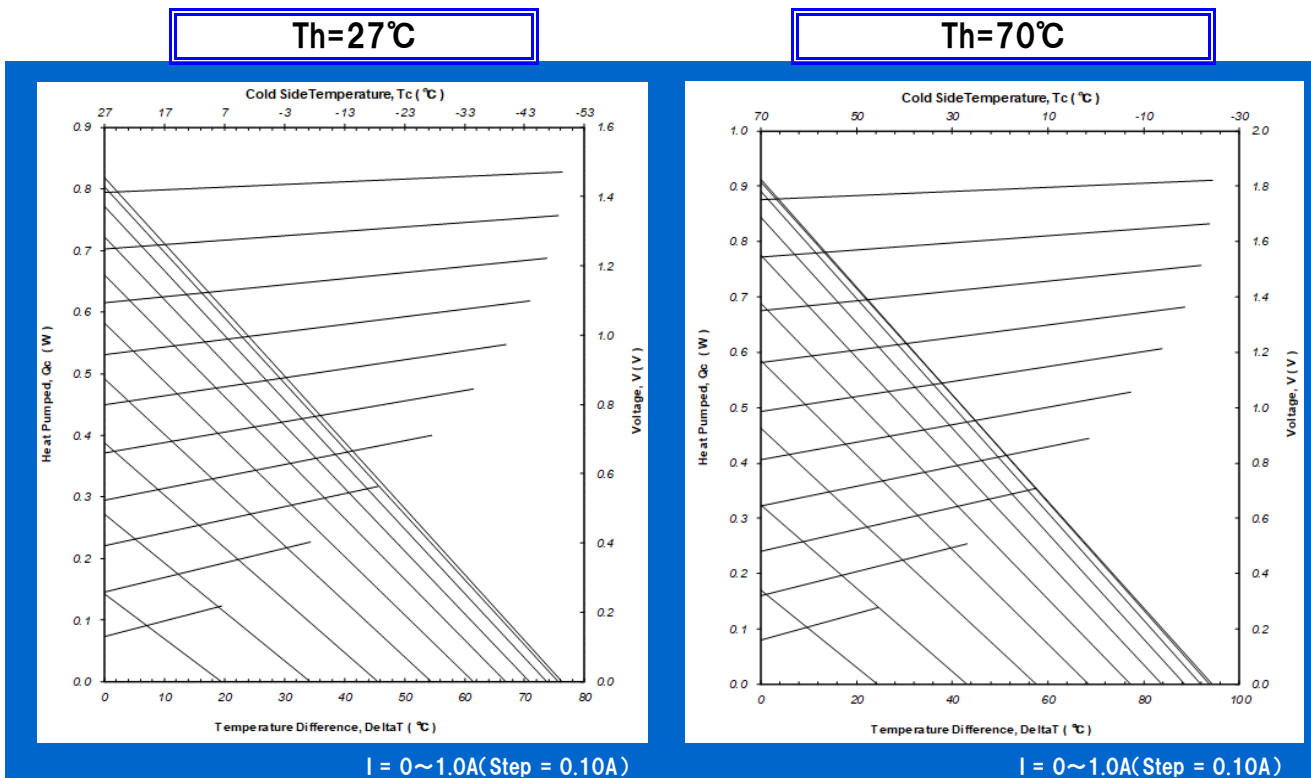 Th=27℃
Th=70℃
Cold SideTemperature, Tc ( ℃ )
27 17 7 -3 -13 -23 -33 -43 -53
0.9
0.8
0.7
0.6
0.5
0.4
0.3
0.2
0.1
0.0
Heat Pumped, Qc ( W )
1.6
1.4
1.2
1.0
0.8
0.6
0.4
0.2
0.0
Voltage, V ( V )
0 10 20 30 40 50 60 70 80
Temperature Difference, DeltaT ( ℃ )
I = 0~1.0A(Step = 0.10A)
Cold SideTemperature, Tc ( ℃ )
70 50 30 10 -10 -30
1.0
0.9
0.8
0.7
0.6
0.5
0.4
0.3
0.2
0.1
0.0
Heat Pumped, Qc ( W )
2.0
1.8
1.6
1.4
1.2
1.0
0.8
0.6
0.4
0.2
0.0
Voltage, V ( V )
0 20 40 60 80 100
Temperature Difference, DeltaT ( ℃ )
I = 0~1.0A(Step = 0.10A)